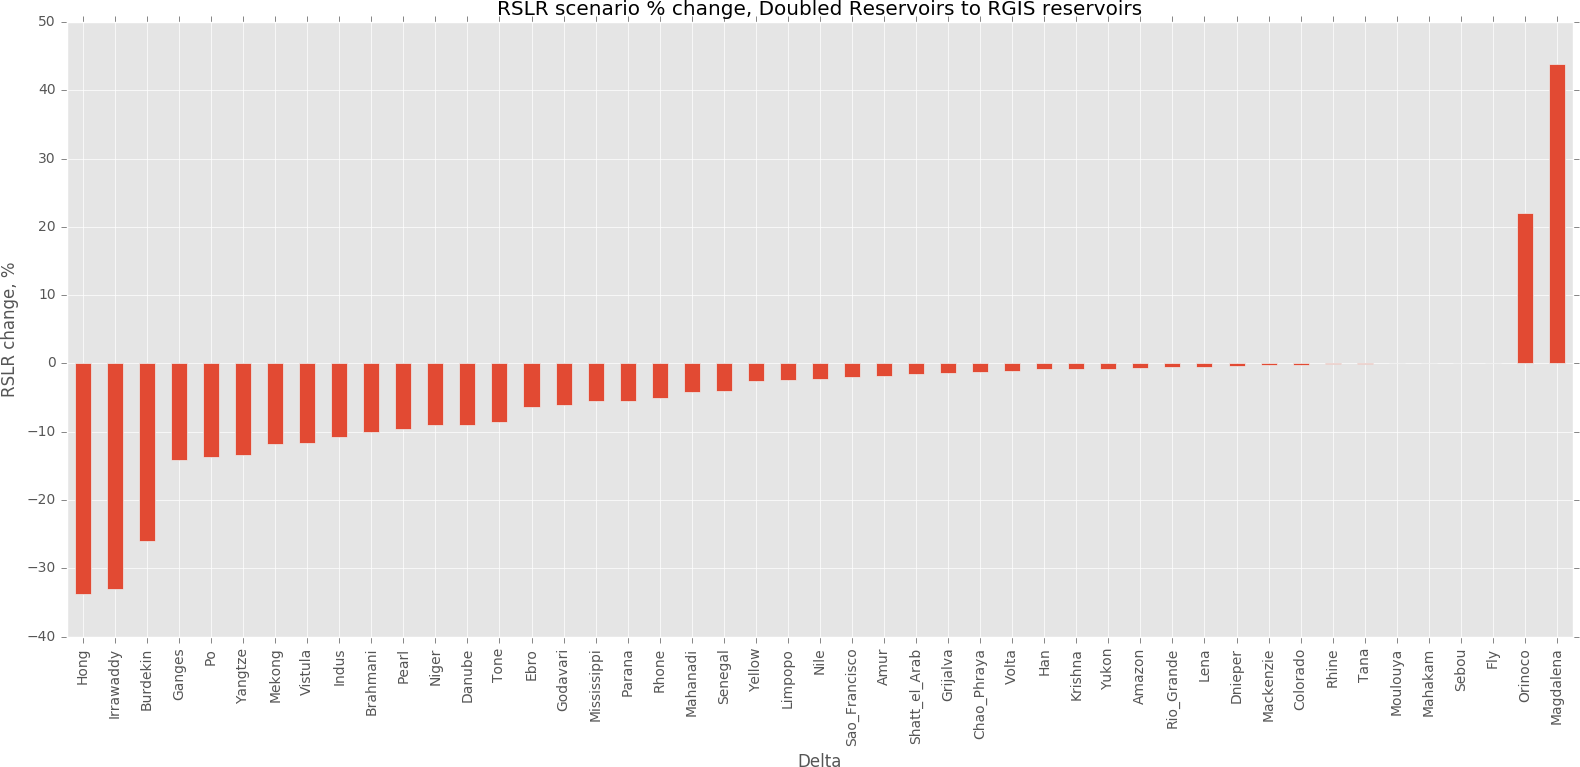 RSLR scenario % change, Doubled Reservoirs to RGIS reservoirs
50
40
30
20
10
0
−10
−20
−30
−40
RSLR change, %
Hong
Irrawaddy
Burdekin
Ganges
Po
Yangtze
Mekong
Vistula
Indus
Brahmani
Pearl
Niger
Danube
Tone
Ebro
Godavari
Mississippi
Parana
Rhone
Mahanadi
Senegal
Yellow
Limpopo
Nile
Sao_Francisco
Amur
Shatt_el_Arab
Grijalva
Chao_Phraya
Volta
Han
Krishna
Yukon
Amazon
Rio_Grande
Lena
Dnieper
Mackenzie
Colorado
Rhine
Tana
Moulouya
Mahakam
Sebou
Fly
Orinoco
Magdalena
Delta